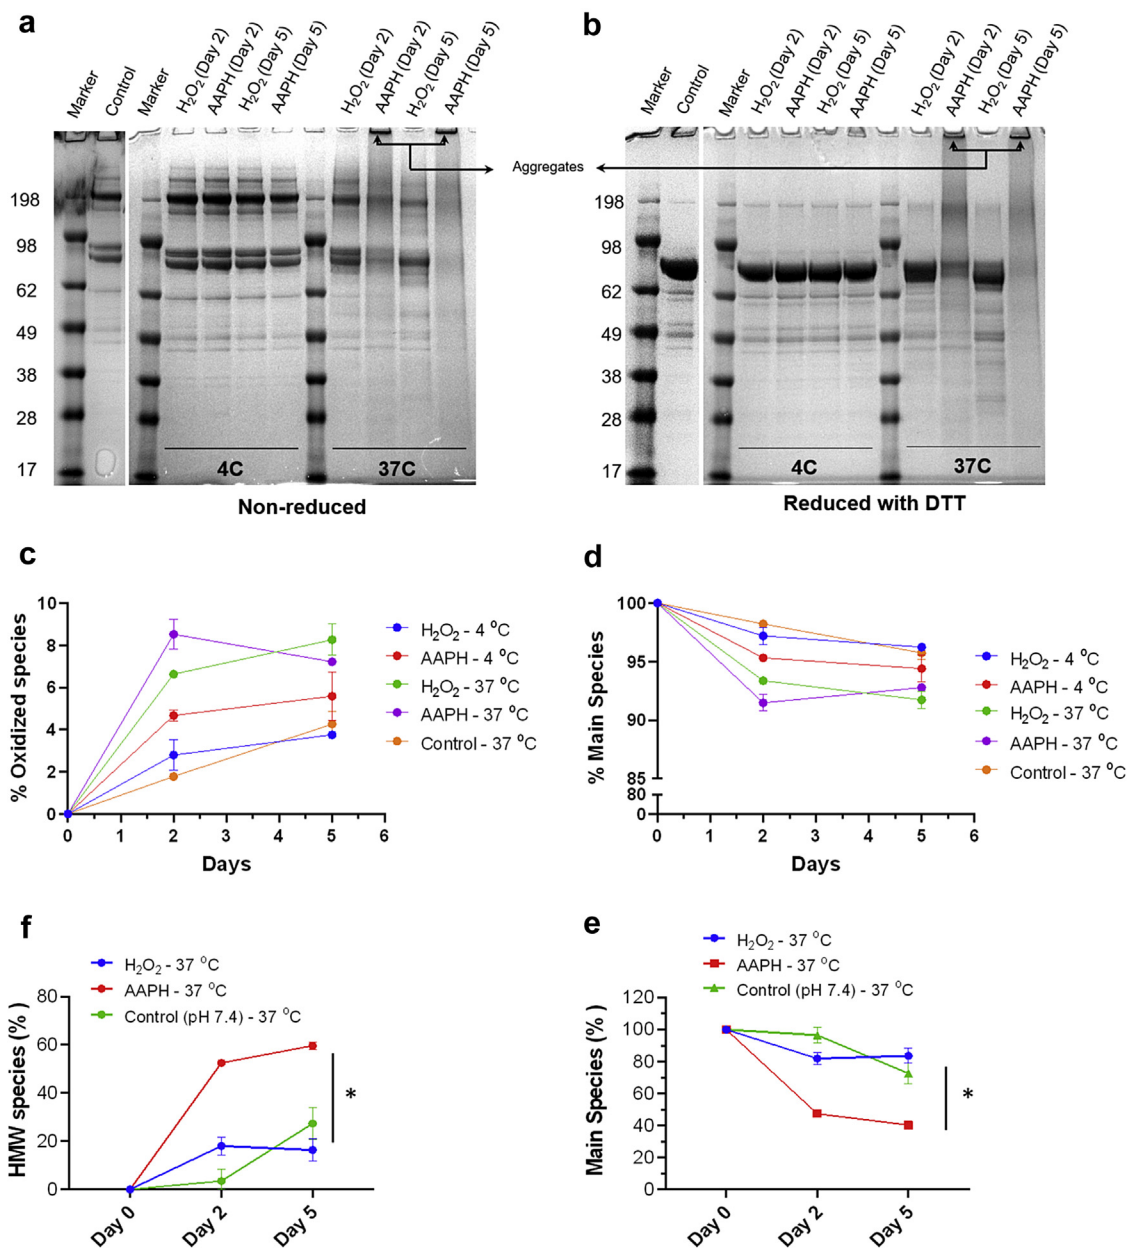 a
Marker
Control
Marker
H₂O₂ (Day 2)
AAPH (Day 2)
H₂O₂ (Day 5)
AAPH (Day 5)
H₂O₂ (Day 2)
AAPH (Day 2)
H₂O₂ (Day 5)
AAPH (Day 5)
198
98
62
49
38
28
17
4C
37C
Non-reduced
Aggregates
b
Marker
Control
Marker
H₂O₂ (Day 2)
AAPH (Day 2)
H₂O₂ (Day 5)
AAPH (Day 5)
H₂O₂ (Day 2)
AAPH (Day 2)
H₂O₂ (Day 5)
AAPH (Day 5)
198
98
62
49
38
28
17
4C
37C
Reduced with DTT
c
% Oxidized species
10
8
6
4
2
0
0
1
2
3
4
5
6
Days
H₂O₂ - 4 °C
AAPH - 4 °C
H₂O₂ - 37 °C
AAPH - 37 °C
Control - 37 °C
d
% Main Species
100
95
90
85
80
0
0
1
2
3
4
5
6
Days
H₂O₂ - 4 °C
AAPH - 4 °C
H₂O₂ - 37 °C
AAPH - 37 °C
Control - 37 °C
f
H₂O₂ - 37 °C
AAPH - 37 °C
Control (pH 7.4) - 37 °C
HMW species (%)
80
60
40
20
0
*
Day 0
Day 2
Day 5
e
H₂O₂ - 37 °C
AAPH - 37 °C
Control (pH 7.4) - 37 °C
Main Species (% )
120
100
80
60
40
20
0
*
Day 0
Day 2
Day 5